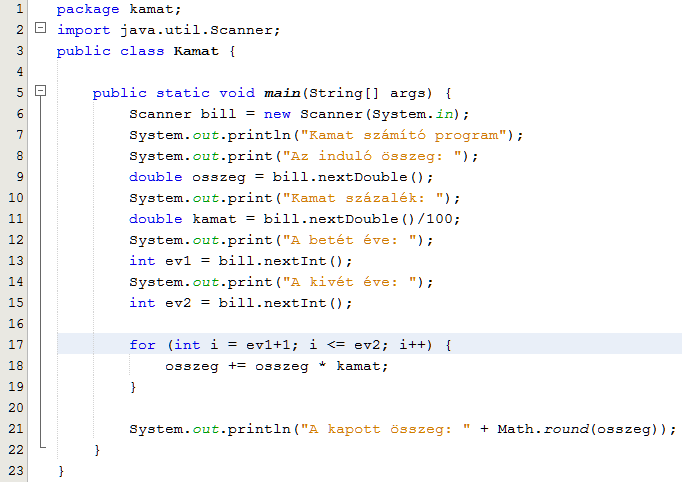 1 package kamat;
2 import java.util.Scanner;
3 public class Kamat {
4
5     public static void main(String[] args) {
6         Scanner bill = new Scanner(System.in);
7         System.out.println("Kamat számító program");
8         System.out.print("Az induló összeg: ");
9         double osszeg = bill.nextDouble();
10         System.out.print("Kamat százalék: ");
11         double kamat = bill.nextDouble()/100;
12         System.out.print("A betét éve: ");
13         int ev1 = bill.nextInt();
14         System.out.print("A kivét éve: ");
15         int ev2 = bill.nextInt();
16
17         for (int i = ev1+1; i <= ev2; i++) {
18             osszeg += osszeg * kamat;
19         }
20
21         System.out.println("A kapott összeg: " + Math.round(osszeg));
22     }
23 }